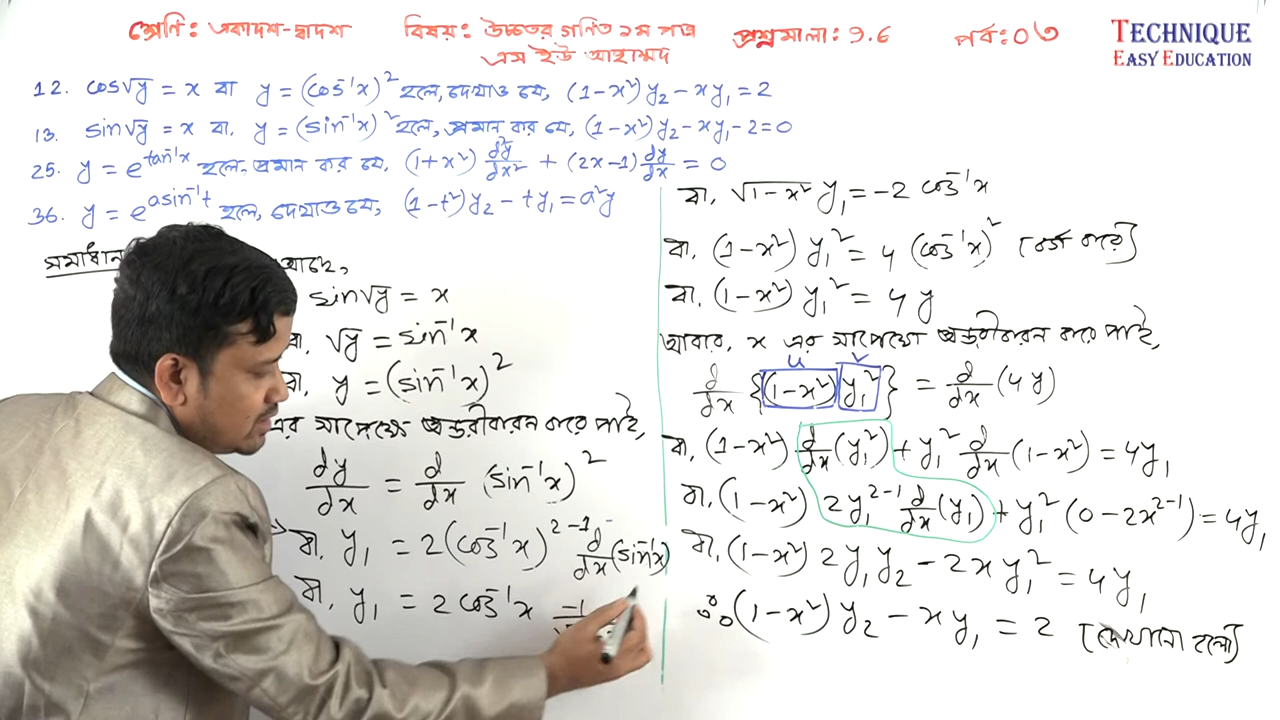 শ্রেণি: একাদশ-দ্বাদশ বিষয়: উচ্চতর গণিত ১ম পত্র প্রশ্নমালা: 9.6 পর্ব: ০৩
এস ইউ আহাম্মদ
TECHNIQUE
EASY EDUCATION
12. cos√y = x বা y = (cos⁻¹x)² হলে, দেখাও যে, (1-x²) y₂ - xy₁ = 2
13. sin√y = x বা, y = (sin⁻¹x)² হলে, প্রমান কর যে, (1-x²) y₂ - xy₁ - 2 = 0
25. y = e^(tan⁻¹x) হলে, প্রমান কর যে, (1+x²) d²y/dx² + (2x-1) dy/dx = 0
36. y = e^(a sin⁻¹t) হলে, দেখাও যে, (1-t²) y₂ - ty₁ = a²y
সমাধান
আছে,
sin√y = x
বা, √y = sin⁻¹x
বা, y = (sin⁻¹x)²
এর সাপেক্ষে অন্তরীকরন করে পাই,
dy/dx = d/dx (sin⁻¹x)²
বা, y₁ = 2(cos⁻¹x)²⁻¹ d/dx (sin⁻¹x)
বা, y₁ = 2 cos⁻¹x -1
বা, √1-x² y₁ = -2 cos⁻¹x
বা, (1-x²) y₁² = 4 (cos⁻¹x)² [বর্গ করে]
বা, (1-x²) y₁² = 4y
আবার, x এর সাপেক্ষে অন্তরীকরন করে পাই,
u v
d/dx {(1-x²) y₁²} = d/dx (4y)
বা, (1-x²) d/dx (y₁²) + y₁² d/dx (1-x²) = 4y₁
বা, (1-x²) 2y₁²⁻¹ d/dx (y₁) + y₁² (0-2x²⁻¹) = 4y₁
বা, (1-x²) 2y₁y₂ - 2xy₁² = 4y₁
∴ (1-x²) y₂ - xy₁ = 2 [দেখানো হলো]